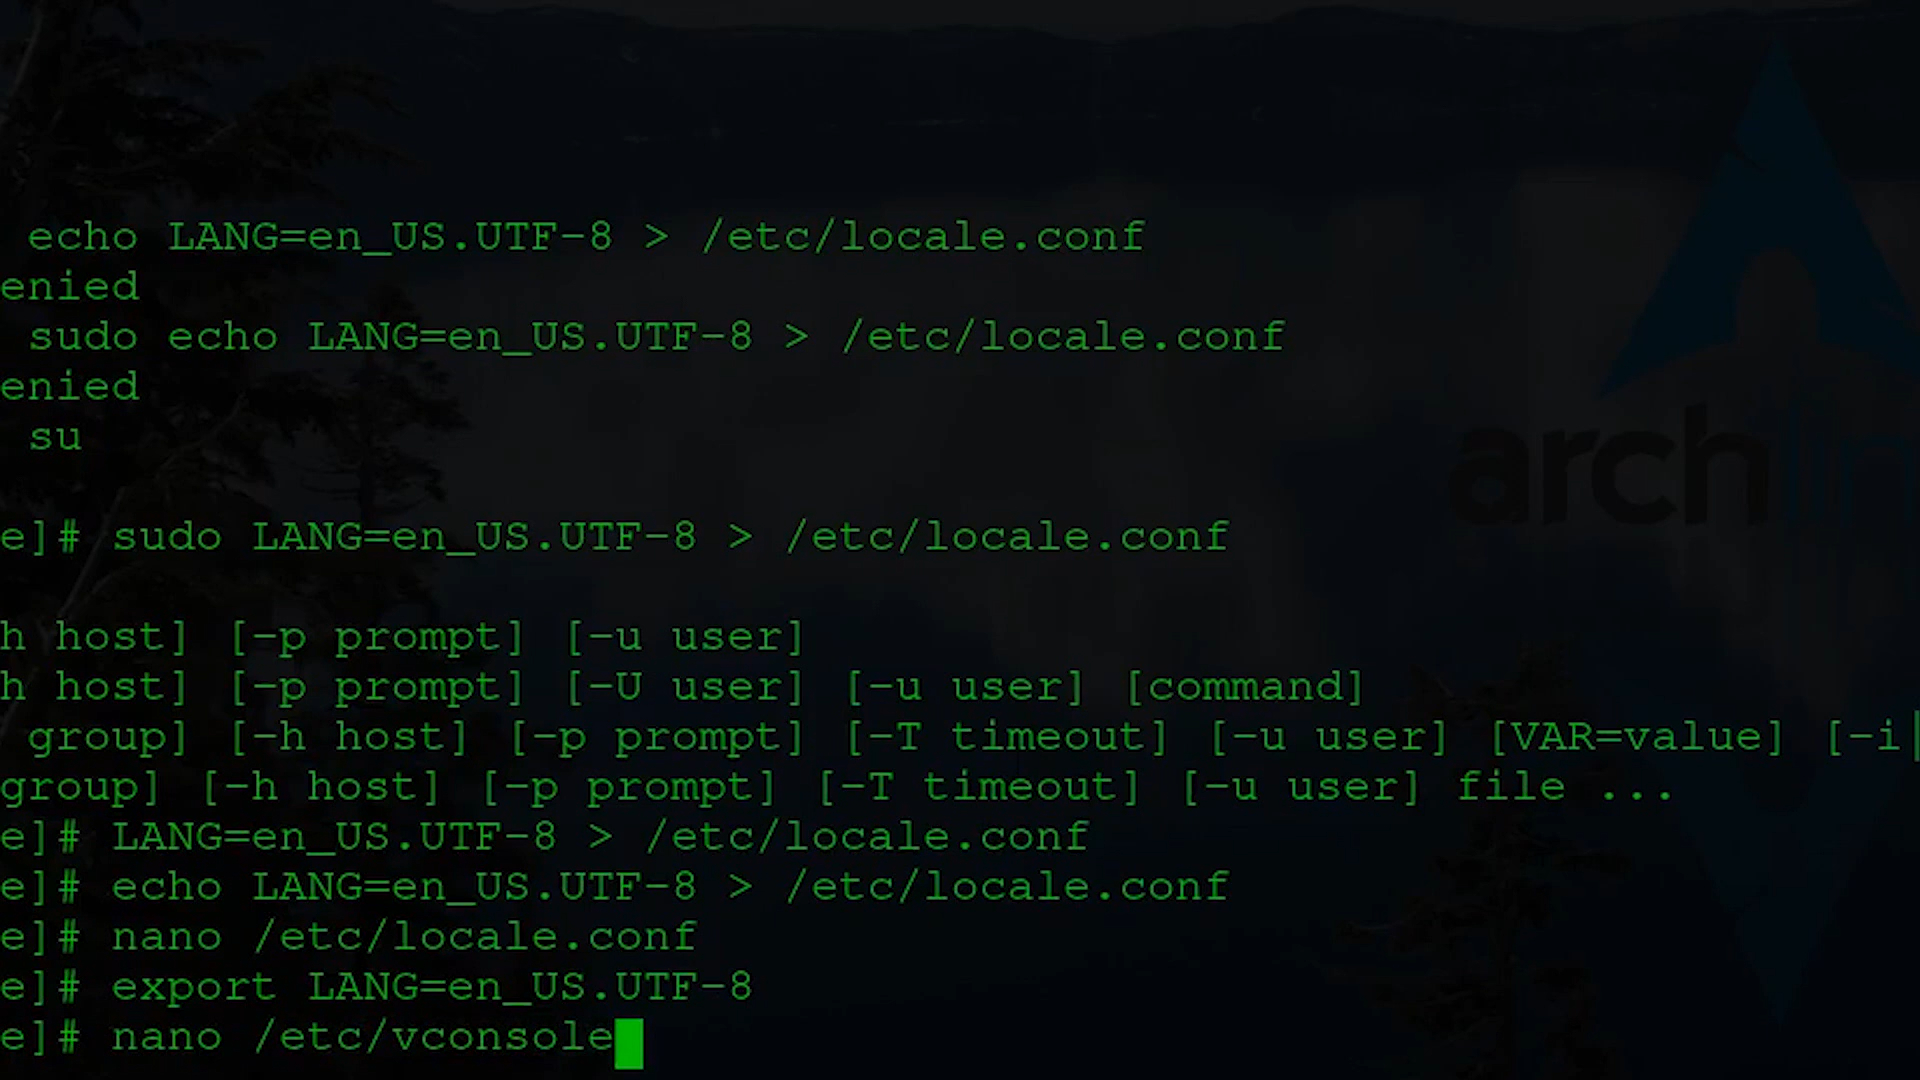 echo LANG=en_US.UTF-8 > /etc/locale.conf
enied
sudo echo LANG=en_US.UTF-8 > /etc/locale.conf
enied
su
e]# sudo LANG=en_US.UTF-8 > /etc/locale.conf
h host] [-p prompt] [-u user]
h host] [-p prompt] [-U user] [-u user] [command]
group] [-h host] [-p prompt] [-T timeout] [-u user] [VAR=value] [-i|
group] [-h host] [-p prompt] [-T timeout] [-u user] file ...
e]# LANG=en_US.UTF-8 > /etc/locale.conf
e]# echo LANG=en_US.UTF-8 > /etc/locale.conf
e]# nano /etc/locale.conf
e]# export LANG=en_US.UTF-8
e]# nano /etc/vconsole
archlin